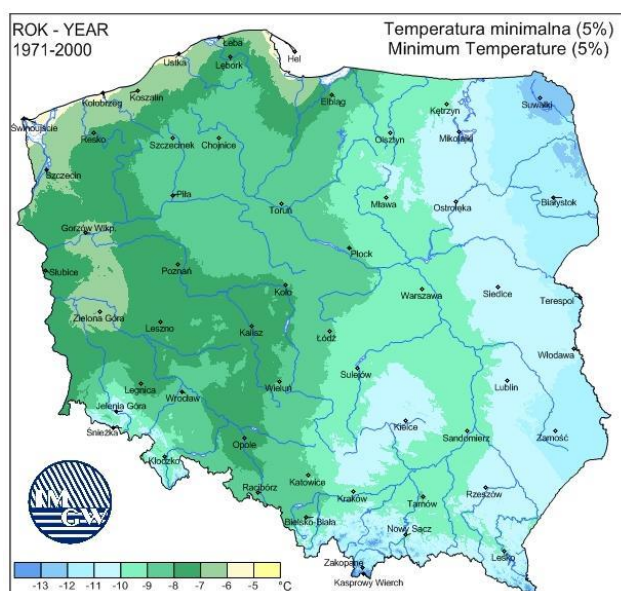 ROK - YEAR
1971-2000
Temperatura minimalna (5%)
Minimum Temperature (5%)
Łeba
Hel
Ustka
Lębork
Koszalin
Kołobrzeg
Elbląg
Kętrzyn
Suwałki
Świnoujście
Resko
Szczecinek
Chojnice
Olsztyn
Mikołajki
Szczecin
Piła
Toruń
Mława
Ostrołęka
Białystok
Gorzów Wlkp.
Płock
Słubice
Poznań
Koło
Warszawa
Siedlce
Terespol
Zielona Góra
Leszno
Kalisz
Łódź
Włodawa
Sulejów
Legnica
Wrocław
Wieluń
Lublin
Jelenia Góra
Śnieżka
Kielce
Sandomierz
Zamość
Opole
Kłodzko
Katowice
Racibórz
Kraków
Tarnów
Rzeszów
Bielsko-Biała
Nowy Sącz
Lesko
Zakopane
Kasprowy Wierch
IM
GW
-13 -12 -11 -10 -9 -8 -7 -6 -5 °C